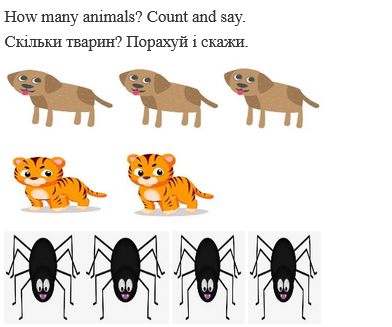 How many animals? Count and say.
Скільки тварин? Порахуй і скажи.